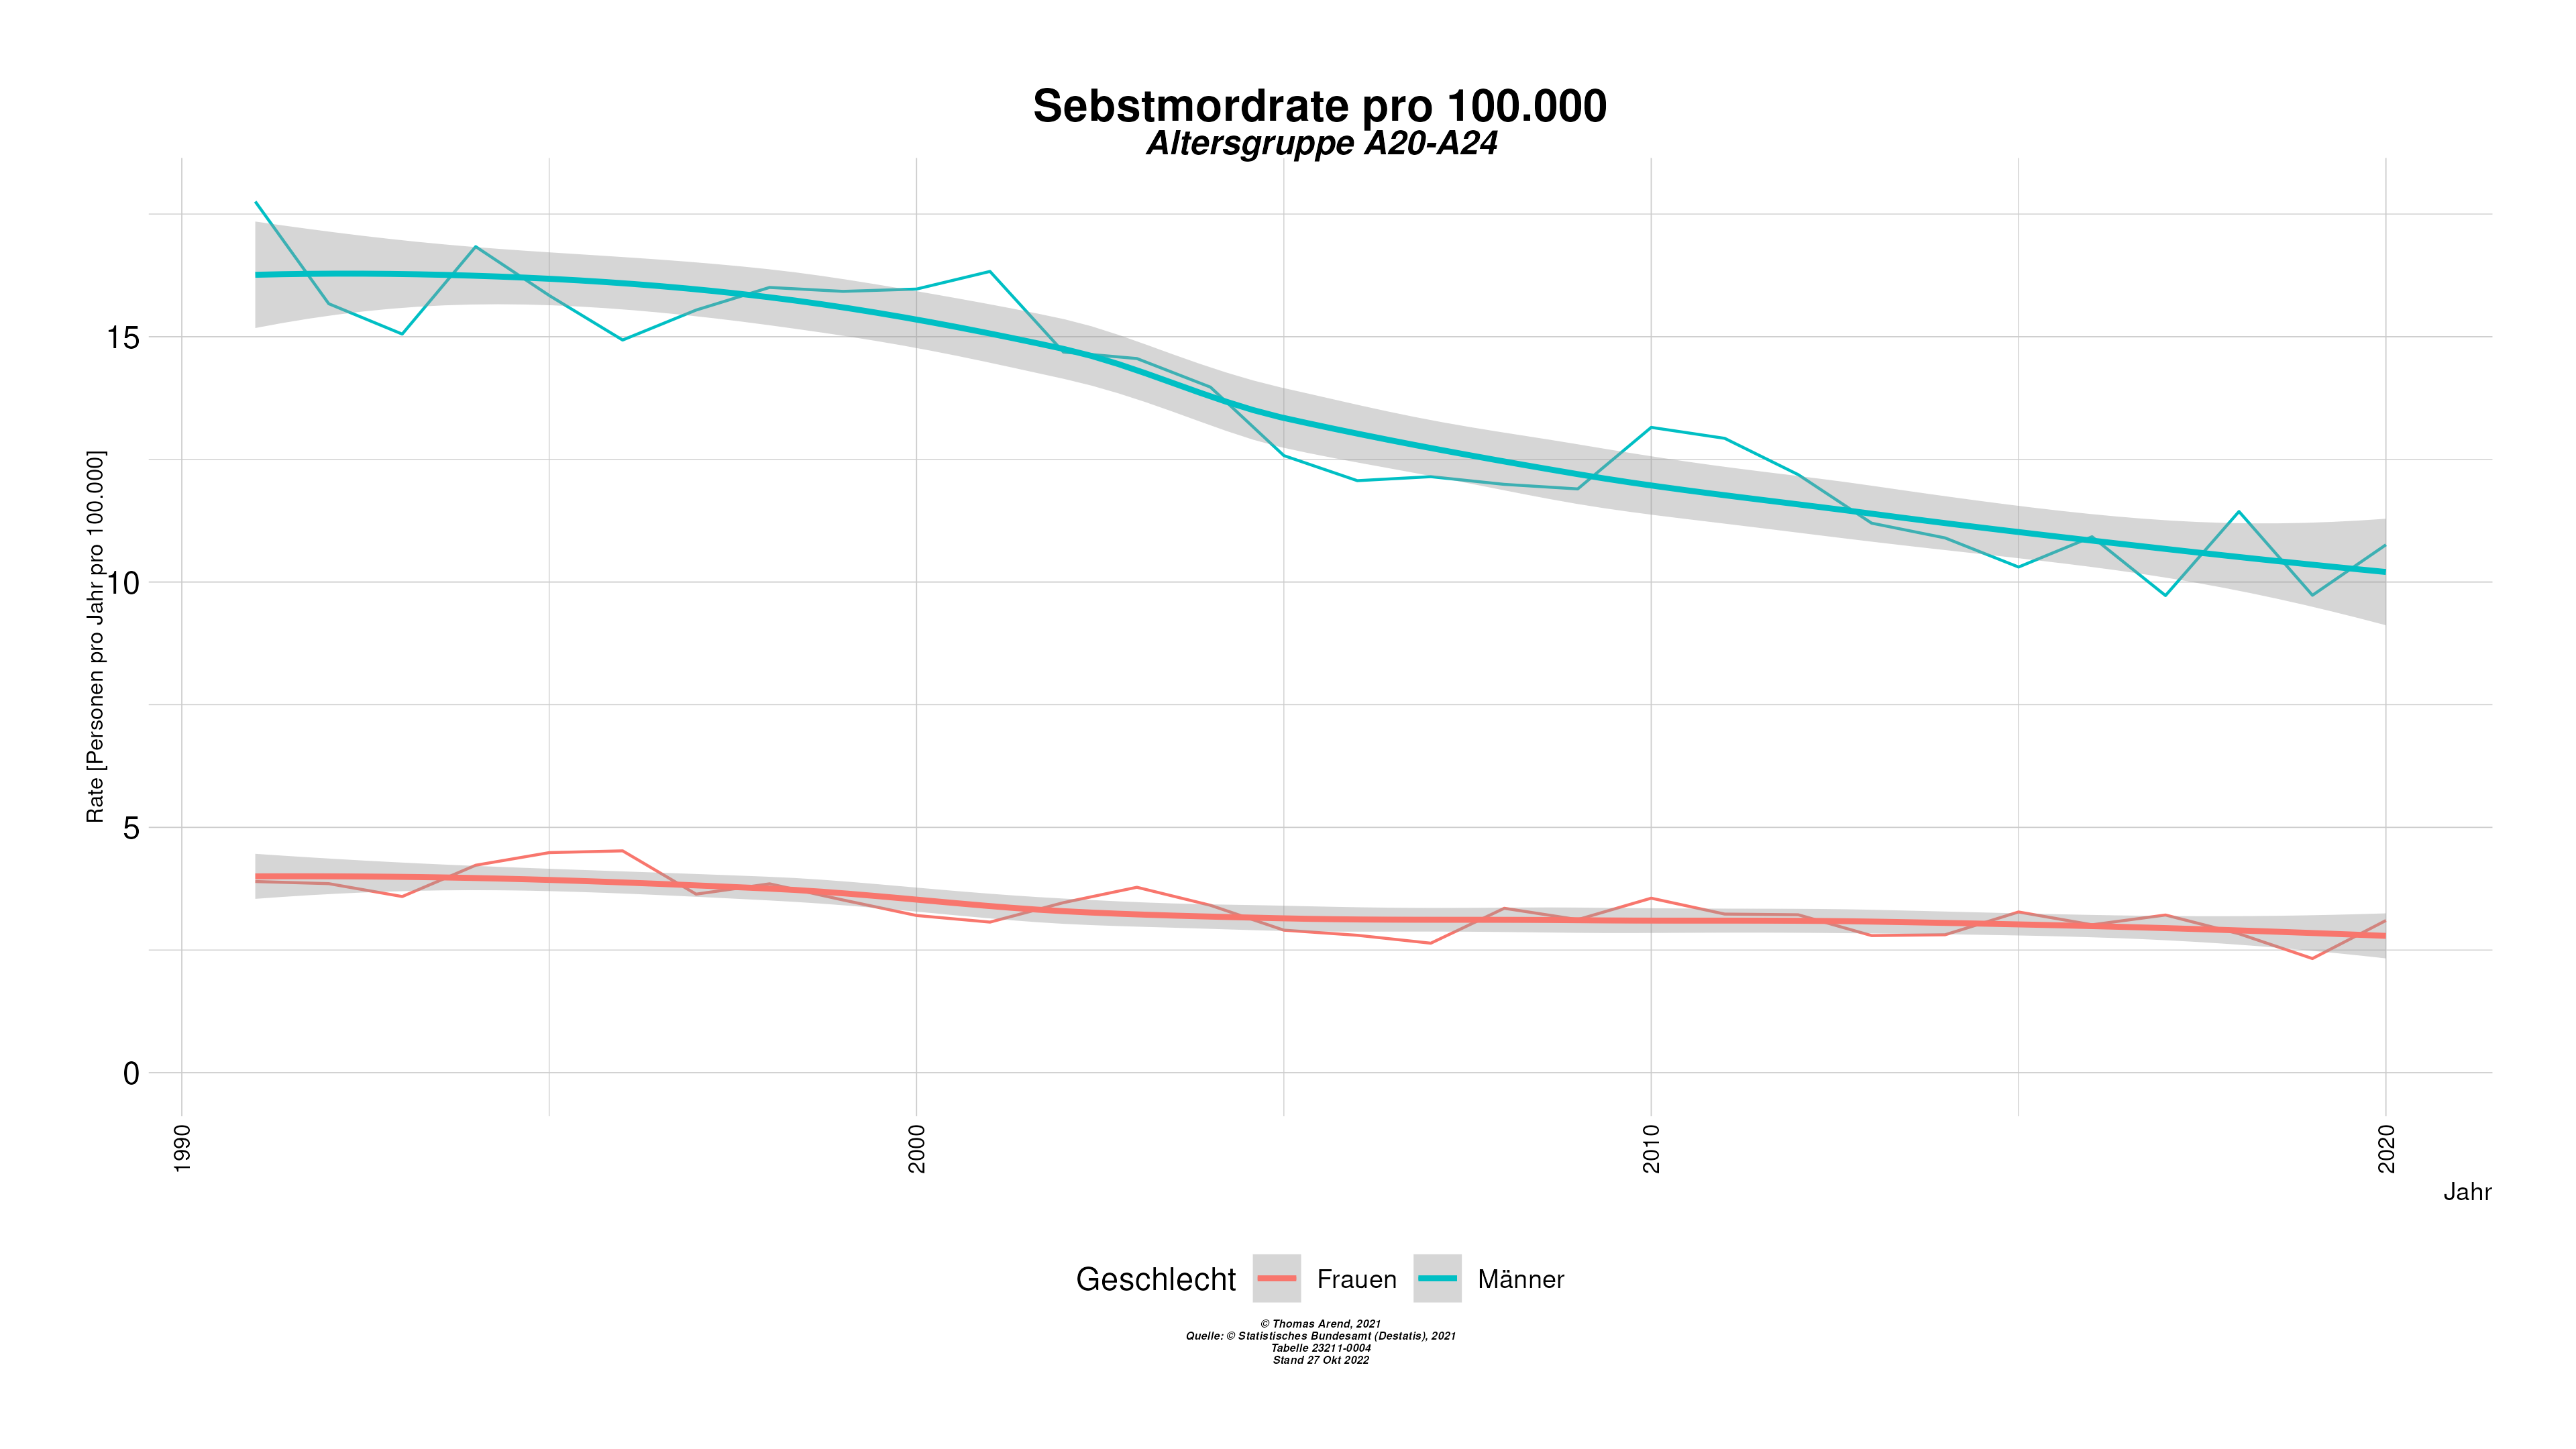 Sebstmordrate pro 100.000
Altersgruppe A20-A24
Rate [Personen pro Jahr pro 100.000]
15
10
5
0
1990
2000
2010
2020
Jahr
Geschlecht Frauen Männer
© Thomas Arend, 2021
Quelle: © Statistisches Bundesamt (Destatis), 2021
Tabelle 23211-0004
Stand 27 Okt 2022